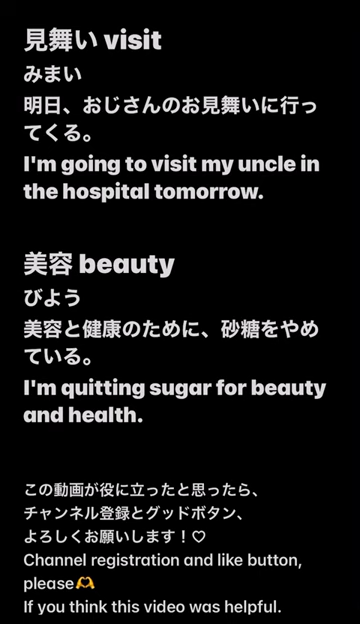 見舞い visit
みまい
明日、おじさんのお見舞いに行っ
てくる。
I'm going to visit my uncle in
the hospital tomorrow.
美容 beauty
びよう
美容と健康のために、砂糖をやめ
ている。
I'm quitting sugar for beauty
and health.
この動画が役に立ったと思ったら、
チャンネル登録とグッドボタン、
よろしくお願いします！♡
Channel registration and like button,
please🫶
If you think this video was helpful.